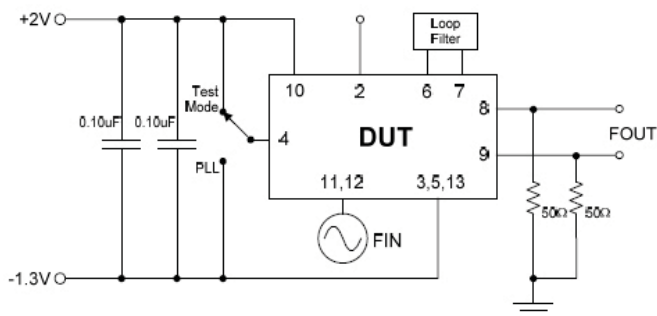 +2V
Loop
Filter
Test
Mode
10
2
6
7
8
0.10uF
0.10uF
4
DUT
FOUT
9
PLL
11,12
3,5,13
50Ω
50Ω
FIN
-1.3V